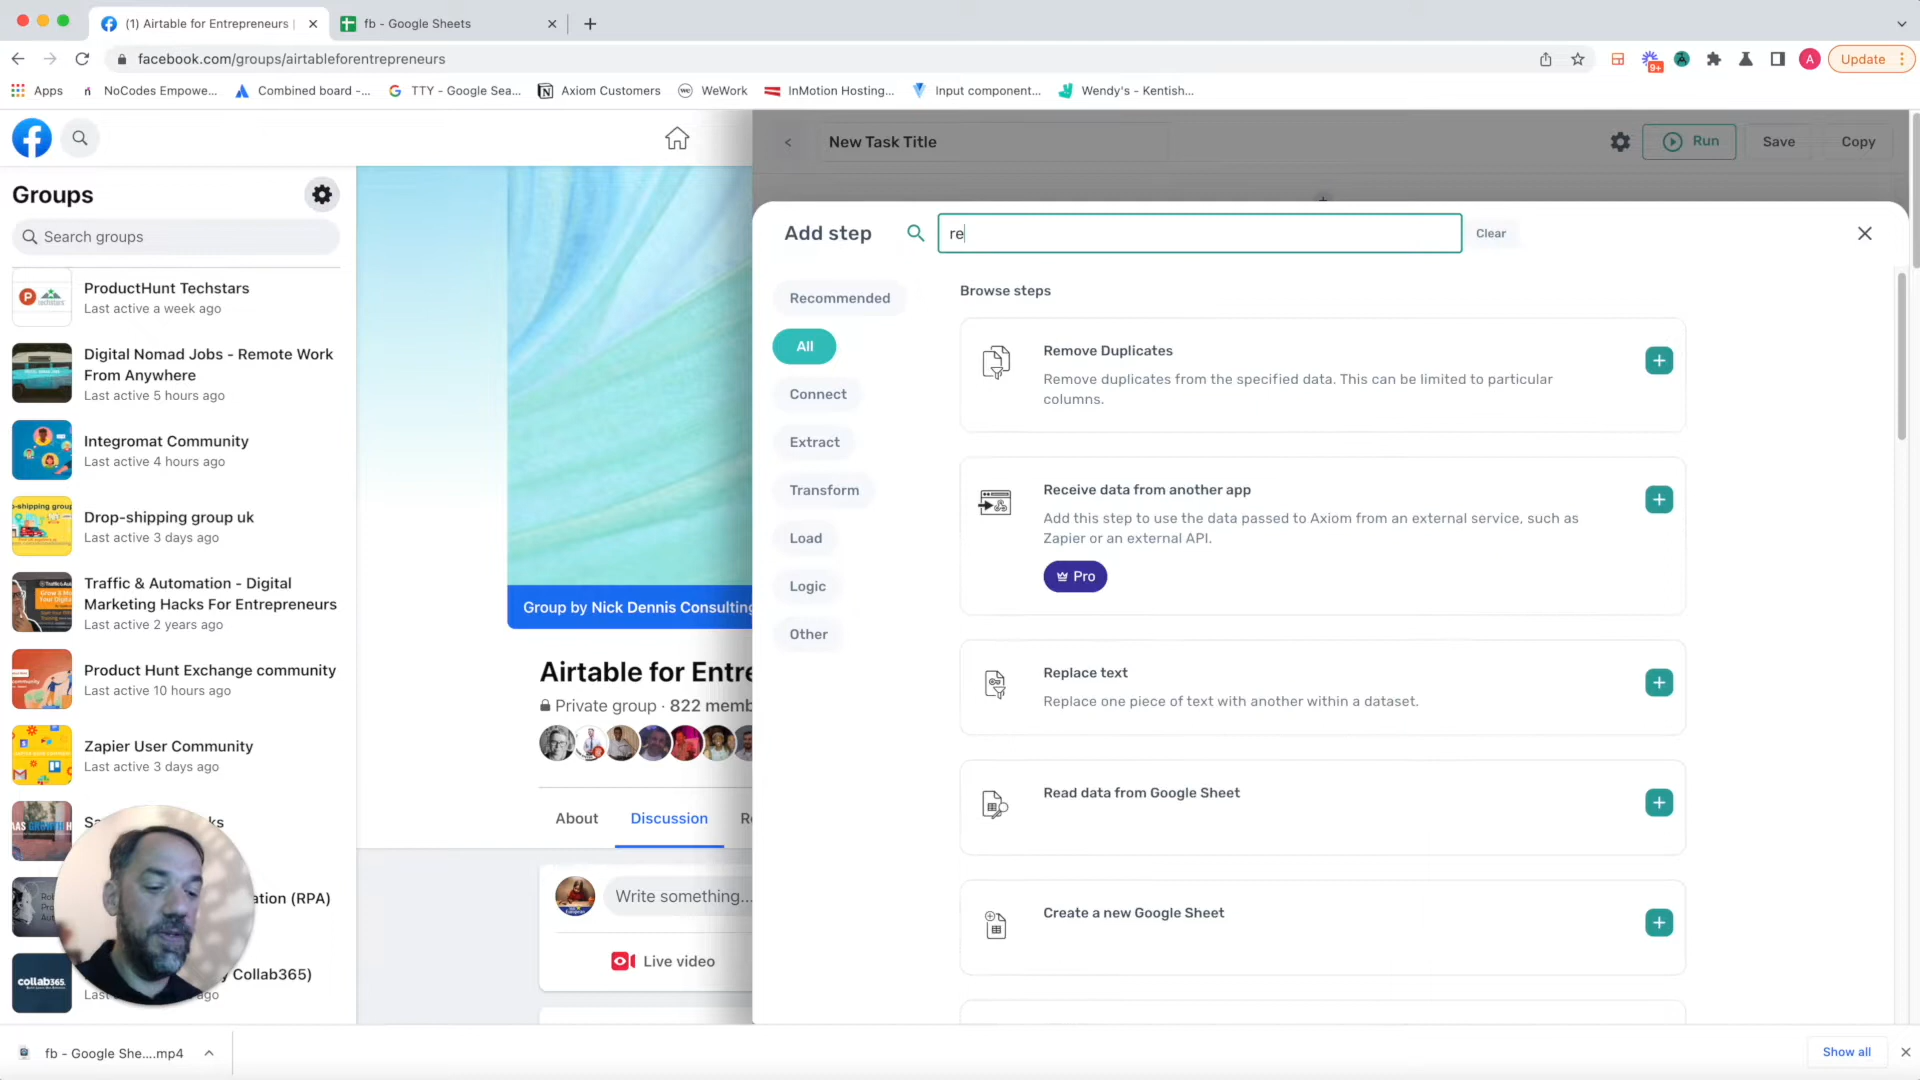 (1) Airtable for Entrepreneurs |
fb - Google Sheets
facebook.com/groups/airtableforentrepreneurs
9+
A
Update
Apps
NoCodes Empowe...
Combined board -...
TTY - Google Sea...
Axiom Customers
WeWork
InMotion Hosting...
Input component...
Wendy's - Kentish...
New Task Title
Run
Save
Copy
Groups
Search groups
ProductHunt Techstars
Last active a week ago
Digital Nomad Jobs - Remote Work
From Anywhere
Last active 5 hours ago
Integromat Community
Last active 4 hours ago
Drop-shipping group uk
Last active 3 days ago
Traffic & Automation - Digital
Marketing Hacks For Entrepreneurs
Last active 2 years ago
Product Hunt Exchange community
Last active 10 hours ago
Zapier User Community
Last active 3 days ago
ation (RPA)
collab365.
Collab365)
ago
Group by Nick Dennis Consulting
Airtable for Entre
Private group · 822 memb
About
Discussion
Write something...
Live video
Add step
re
Clear
Recommended
All
Connect
Extract
Transform
Load
Logic
Other
Browse steps
Remove Duplicates
Remove duplicates from the specified data. This can be limited to particular
columns.
Receive data from another app
Add this step to use the data passed to Axiom from an external service, such as
Zapier or an external API.
Pro
Replace text
Replace one piece of text with another within a dataset.
Read data from Google Sheet
Create a new Google Sheet
fb - Google She....mp4
Show all